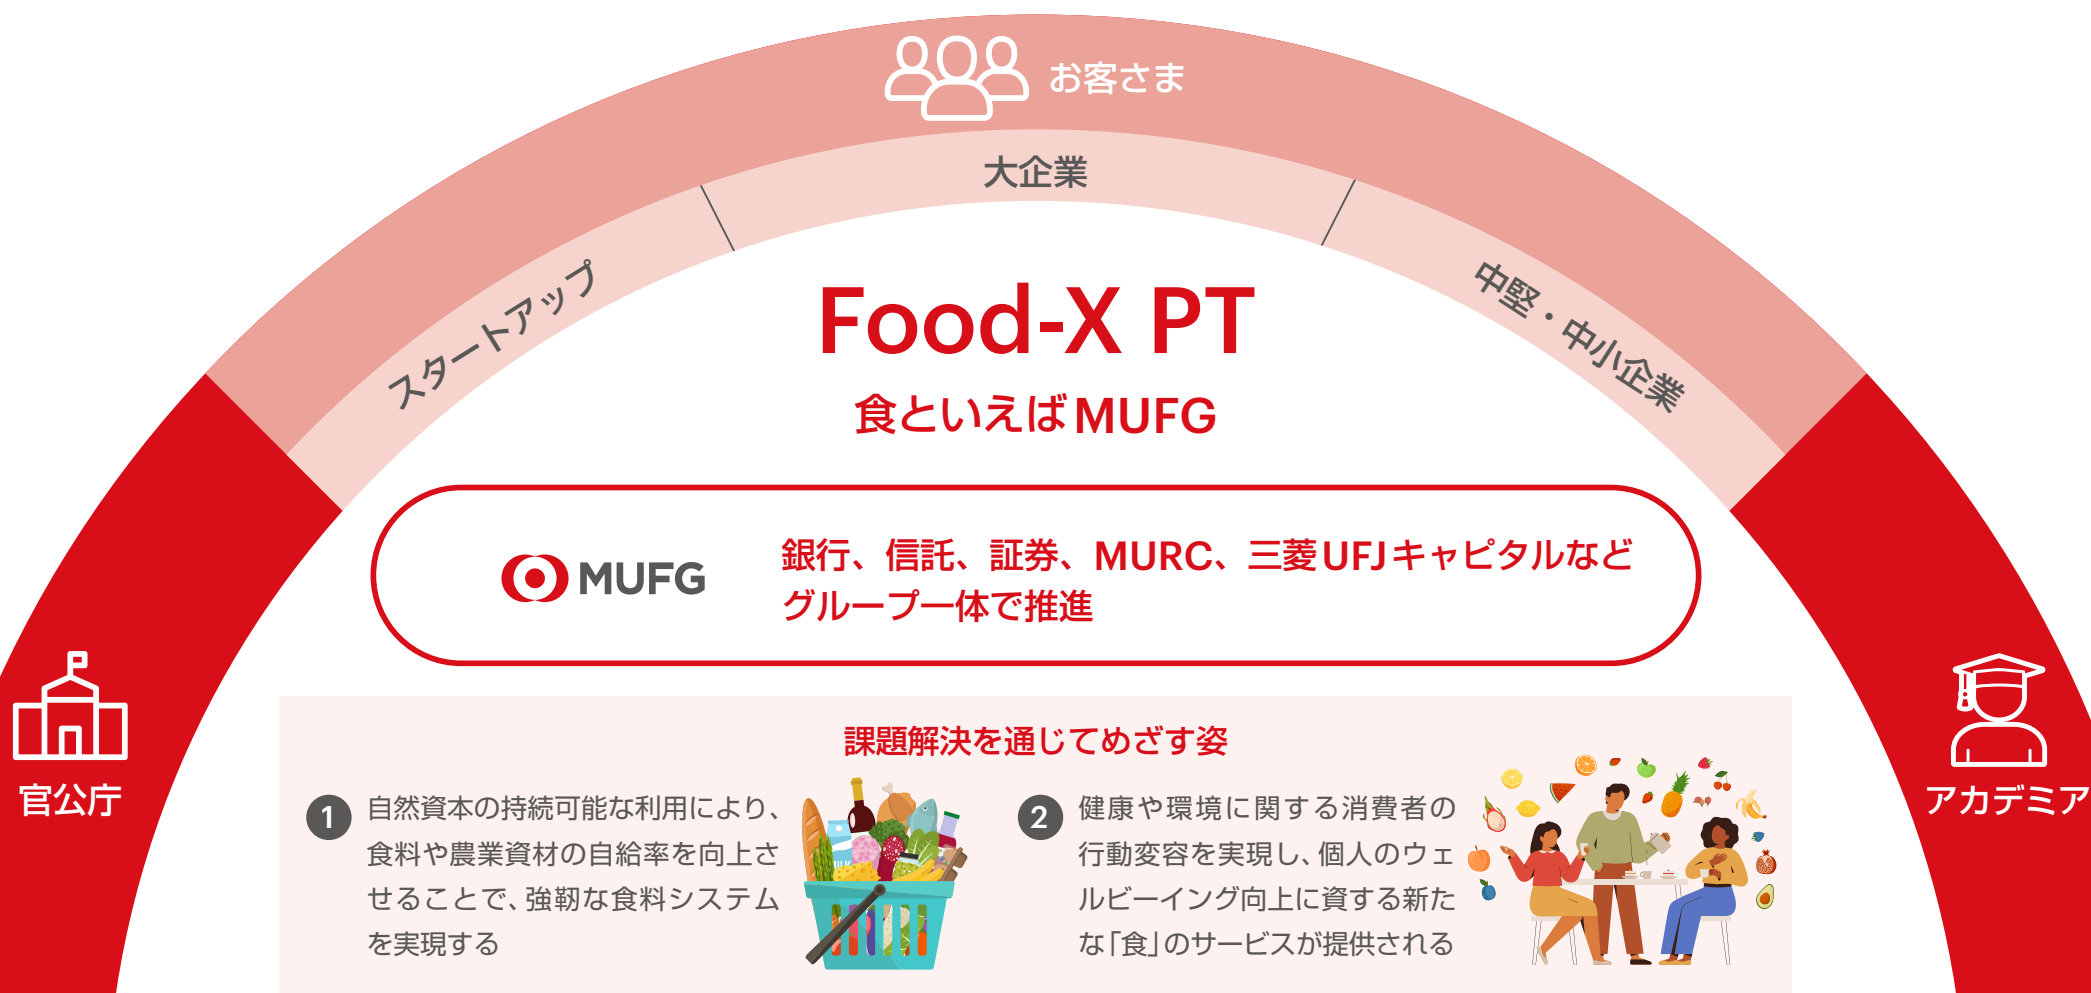 お客さま
大企業
スタートアップ
中堅・中小企業
Food-X PT
食といえばMUFG
MUFG
銀行、信託、証券、MURC、三菱UFJキャピタルなど
グループ一体で推進
官公庁
アカデミア
課題解決を通じてめざす姿
1
自然資本の持続可能な利用により、
食料や農業資材の自給率を向上さ
せることで、強靭な食料システム
を実現する
2
健康や環境に関する消費者の
行動変容を実現し、個人のウェ
ルビーイング向上に資する新た
な「食」のサービスが提供される